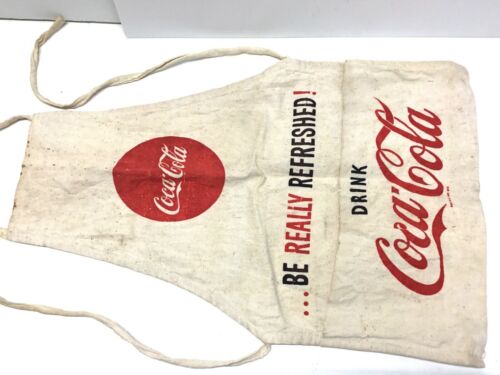 Coca-Cola
...BE REALLY REFRESHED!
DRINK
Coca-Cola